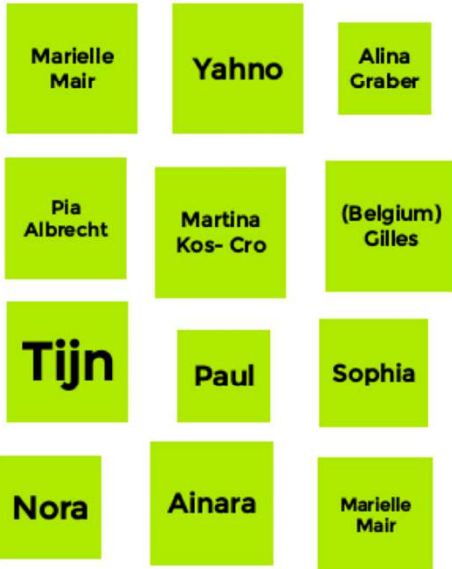 Marielle
Mair
Yahno
Alina
Graber
Pia
Albrecht
Martina
Kos- Cro
(Belgium)
Gilles
Tijn
Paul
Sophia
Nora
Ainara
Marielle
Mair